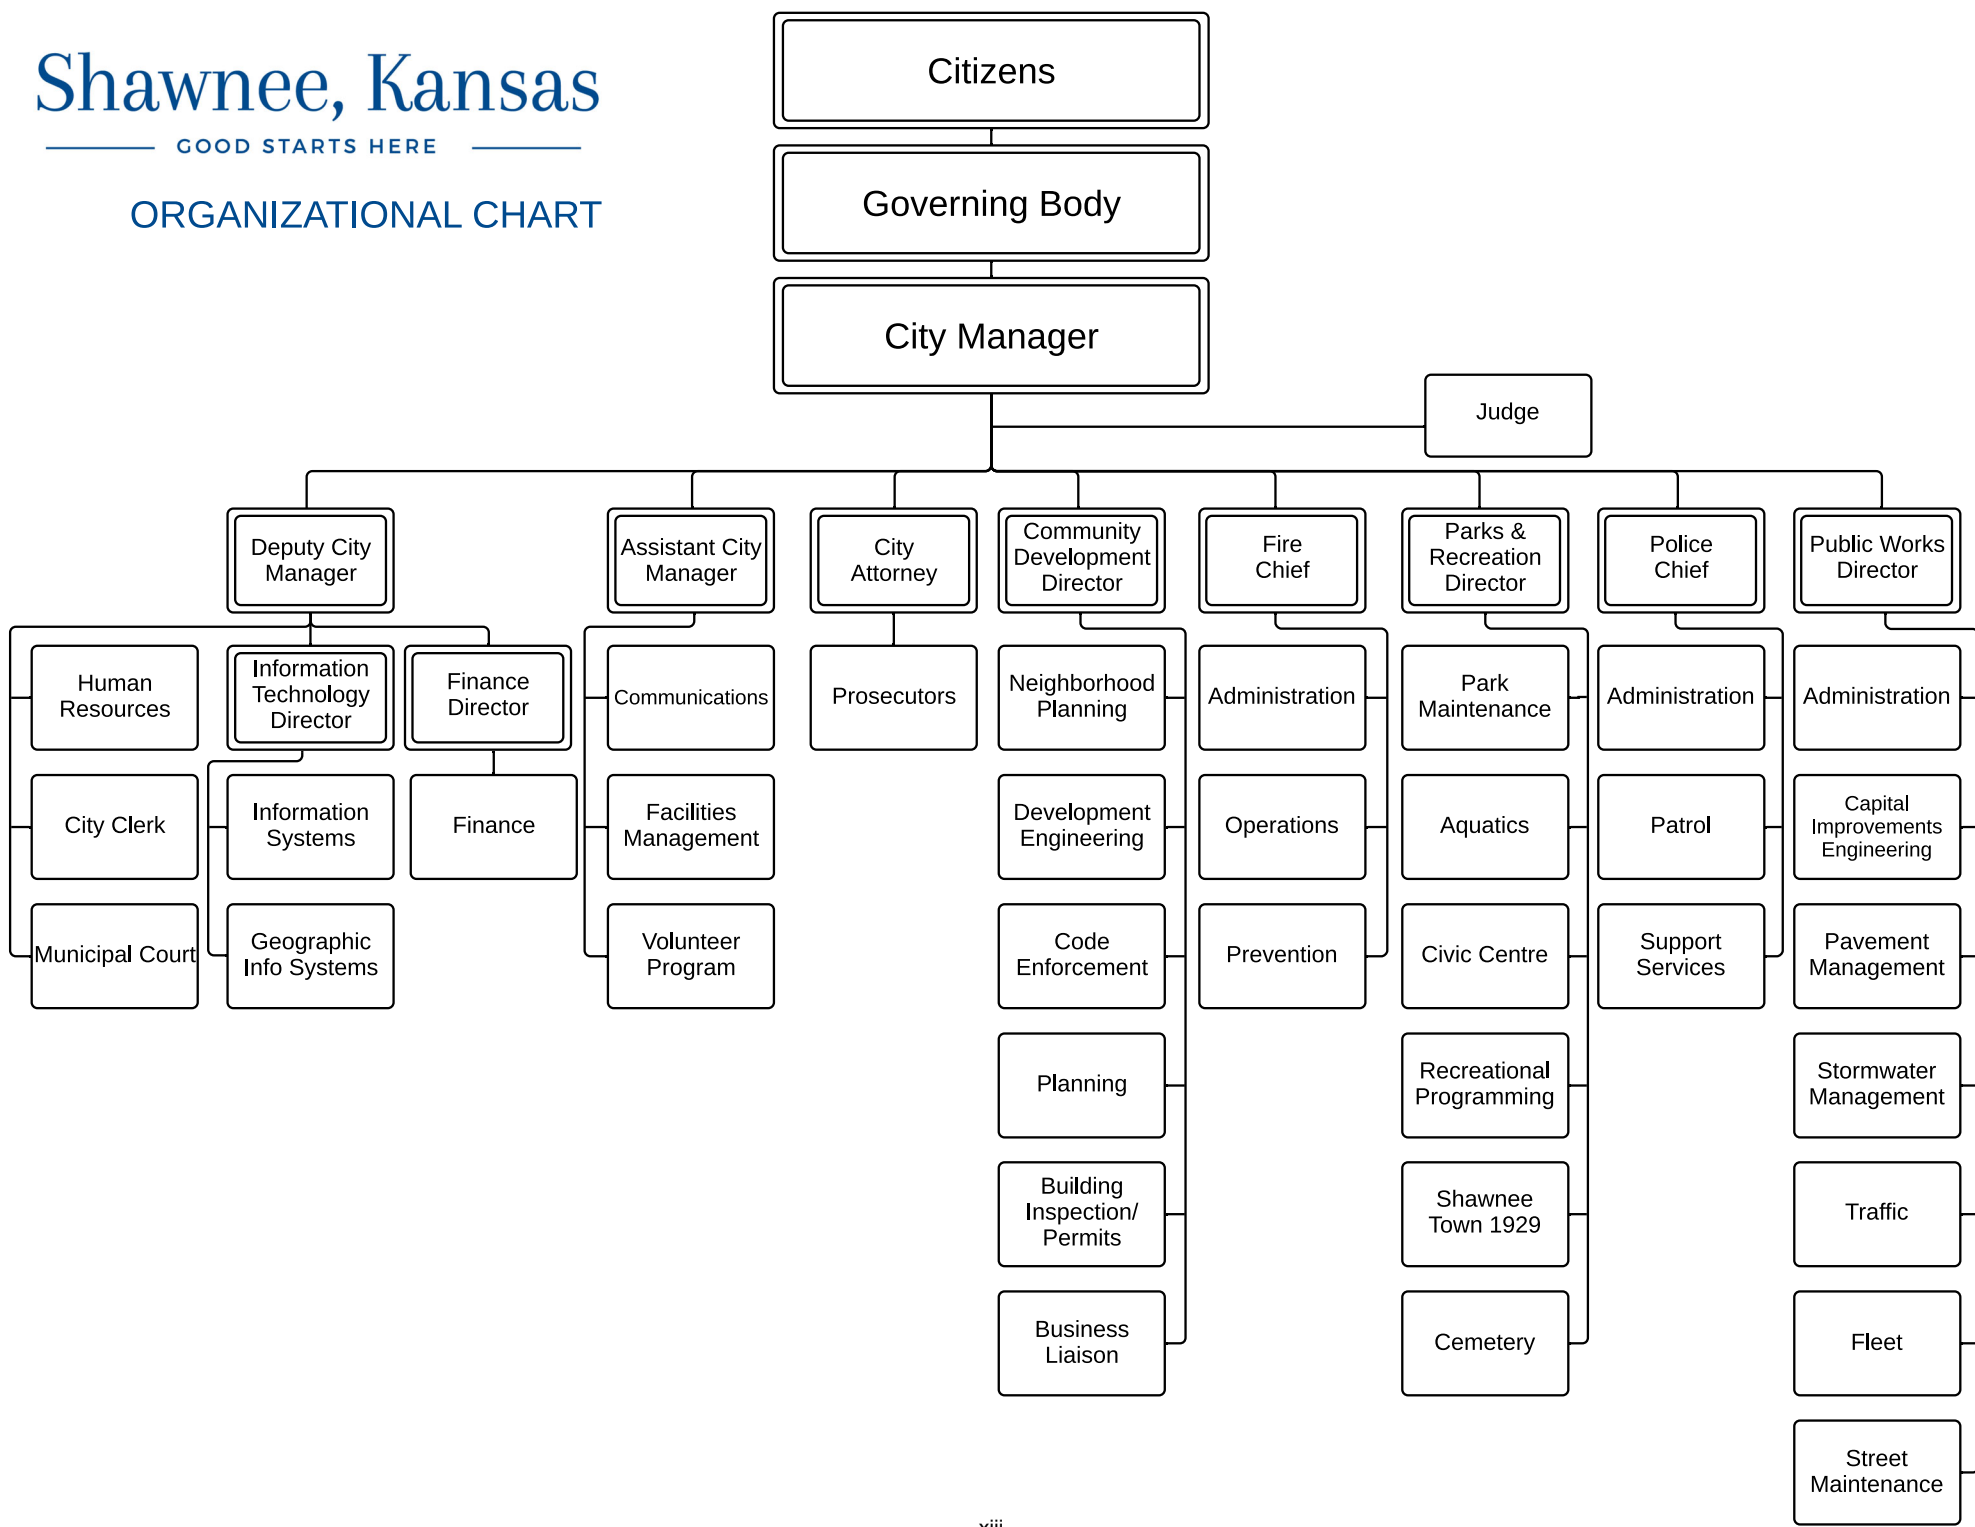 Shawnee, Kansas
GOOD STARTS HERE
ORGANIZATIONAL CHART
Citizens
Governing Body
City Manager
Judge
Deputy City
Manager
Assistant City
Manager
City
Attorney
Community
Development
Director
Fire
Chief
Parks &
Recreation
Director
Police
Chief
Public Works
Director
Human
Resources
Information
Technology
Director
Finance
Director
Communications
Prosecutors
Neighborhood
Planning
Administration
Park
Maintenance
Administration
Administration
City Clerk
Information
Systems
Finance
Facilities
Management
Development
Engineering
Operations
Aquatics
Patrol
Capital
Improvements
Engineering
Municipal Court
Geographic
Info Systems
Volunteer
Program
Code
Enforcement
Prevention
Civic Centre
Support
Services
Pavement
Management
Planning
Recreational
Programming
Stormwater
Management
Building
Inspection/
Permits
Shawnee
Town 1929
Traffic
Business
Liaison
Cemetery
Fleet
Street
Maintenance
xiii